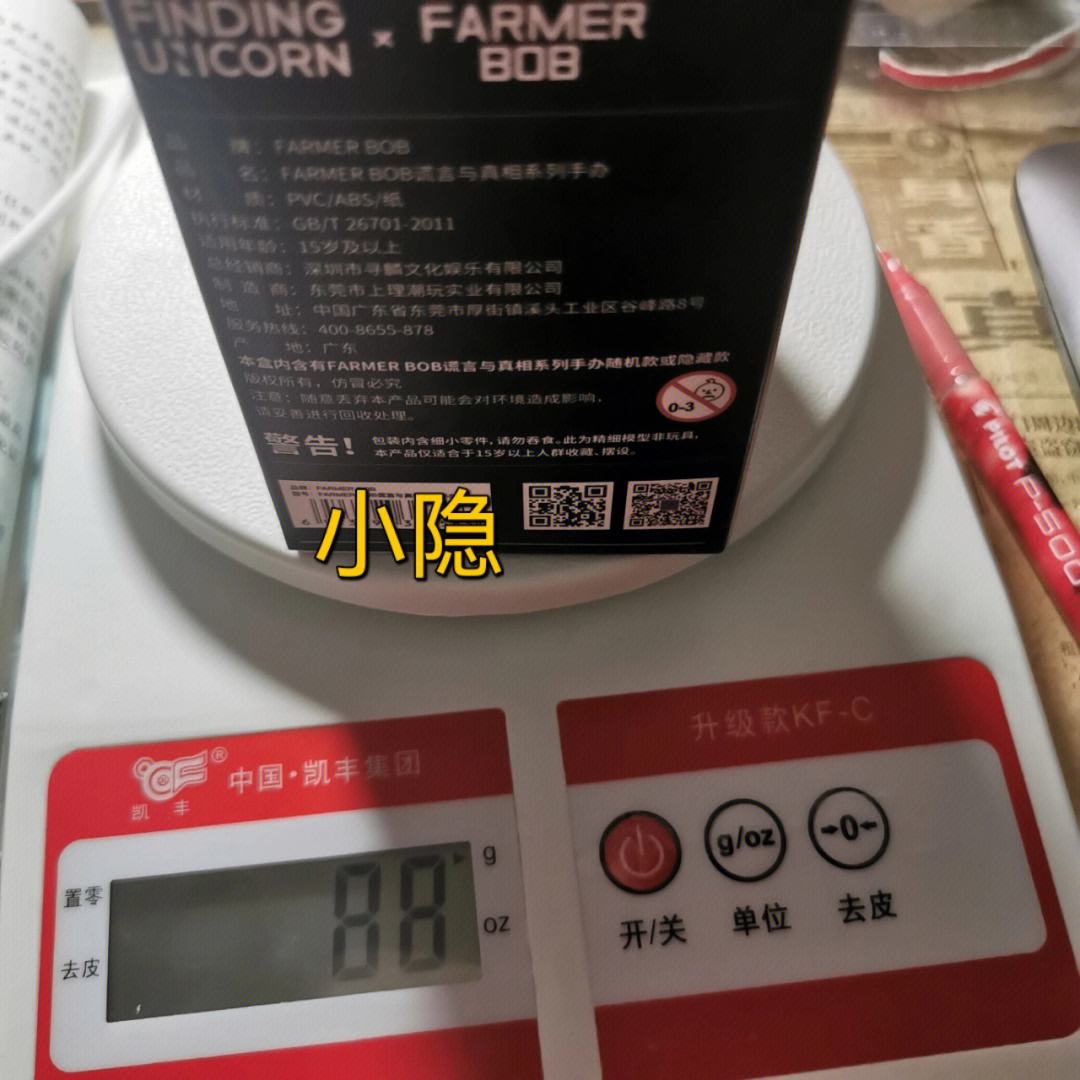 FINDING UNICORN × FARMER BOB
品 牌：FARMER BOB
品 名：FARMER BOB谎言与真相系列手办
材 质：PVC/ABS/纸
执行标准：GB/T 26701-2011
适用年龄：15岁及以上
总经销商：深圳市寻麟文化娱乐有限公司
制 造 商：东莞市上理潮玩实业有限公司
地 址：中国广东省东莞市厚街镇溪头工业区谷峰路8号
服务热线：400-8655-878
产 地：广东
本盒内含有FARMER BOB谎言与真相系列手办随机款或隐藏款
版权所有，仿冒必究
注意：随意丢弃本产品可能会对环境造成影响，
请妥善进行回收处理。
0-3
警告！
包装内含细小零件，请勿吞食。此为精细模型非玩具，
本产品仅适合于15岁以上人群收藏、摆设。
品牌：FARMER BOB
小隐
PILOT P-500
升级款KF-C
凯丰®
中国·凯丰集团
置零
去皮
88
g
oz
g/oz
→0←
开/关
单位
去皮